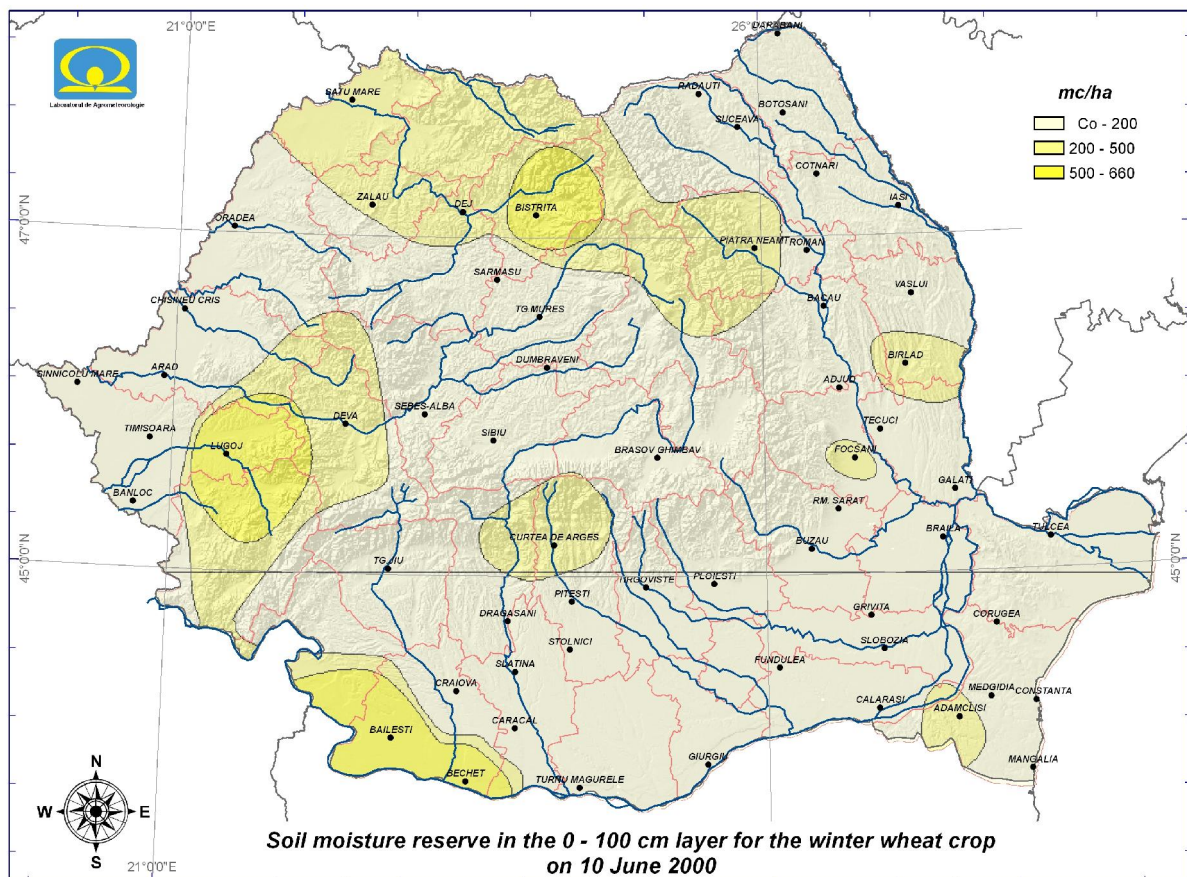 21°0'0"E
26°0'0"E
DARABANI
Laboratorul de Agrometeorologie
mc/ha
Co - 200
200 - 500
500 - 660
SATU MARE
RADAUTI
BOTOSANI
SUCEAVA
COTNARI
ZALAU
DEJ
BISTRITA
IASI
47°0'0"N
47°0'0"N
ORADEA
PIATRA NEAMT
ROMAN
SARMASU
VASLUI
CHISINEU CRIS
BACAU
TG.MURES
BIRLAD
DUMBRAVENI
SINNICOLU MARE
ARAD
ADJUD
SEBES-ALBA
DEVA
TIMISOARA
SIBIU
TECUCI
LUGOJ
BRASOV GHIMBAV
FOCSANI
BANLOC
GALATI
RM. SARAT
CURTEA DE ARGES
BUZAU
BRAILA
TULCEA
45°0'0"N
45°0'0"N
TG.JIU
TIRGOVISTE
PLOIESTI
PITESTI
DRAGASANI
GRIVITA
CORUGEA
STOLNICI
SLOBOZIA
SLATINA
FUNDULEA
CRAIOVA
MEDGIDIA
CONSTANTA
CALARASI
ADAMCLISI
CARACAL
BAILESTI
GIURGIU
MANGALIA
BECHET
TURNU MAGURELE
N
W
E
S
Soil moisture reserve in the 0 - 100 cm layer for the winter wheat crop
on 10 June 2000
21°0'0"E